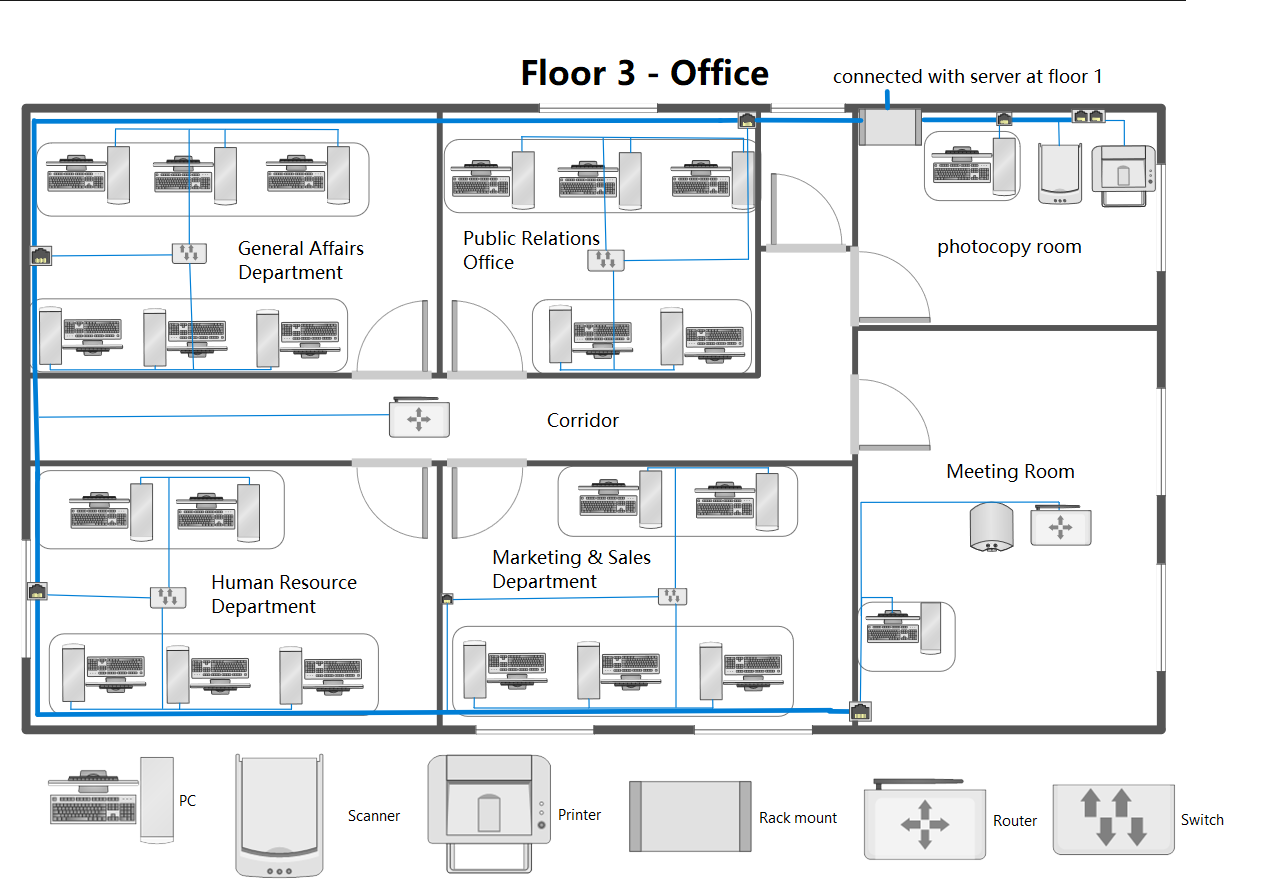 Floor 3 - Office
connected with server at floor 1
General Affairs
Department
Public Relations
Office
photocopy room
Corridor
Meeting Room
Human Resource
Department
Marketing & Sales
Department
PC
Scanner
Printer
Rack mount
Router
Switch